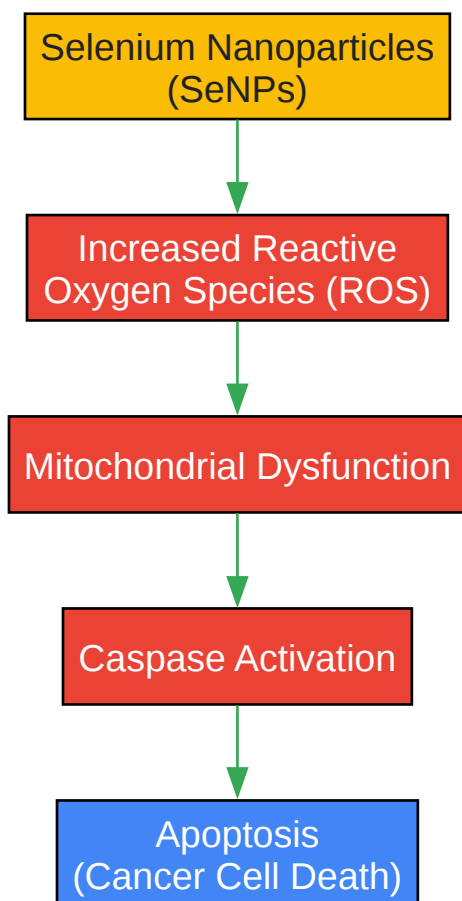 Selenium Nanoparticles
(SeNPs)
Increased Reactive
Oxygen Species (ROS)
Mitochondrial Dysfunction
Caspase Activation
Apoptosis
(Cancer Cell Death)